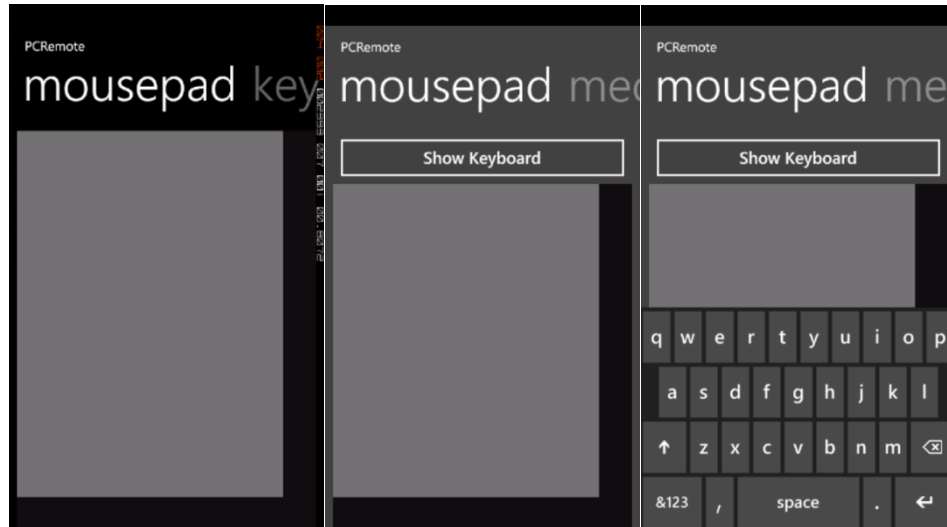 PCRemote
mousepad key
PCRemote
mousepad med
Show Keyboard
PCRemote
mousepad me
Show Keyboard
q w e r t y u i o p
a s d f g h j k l
z x c v b n m
&123 , space .